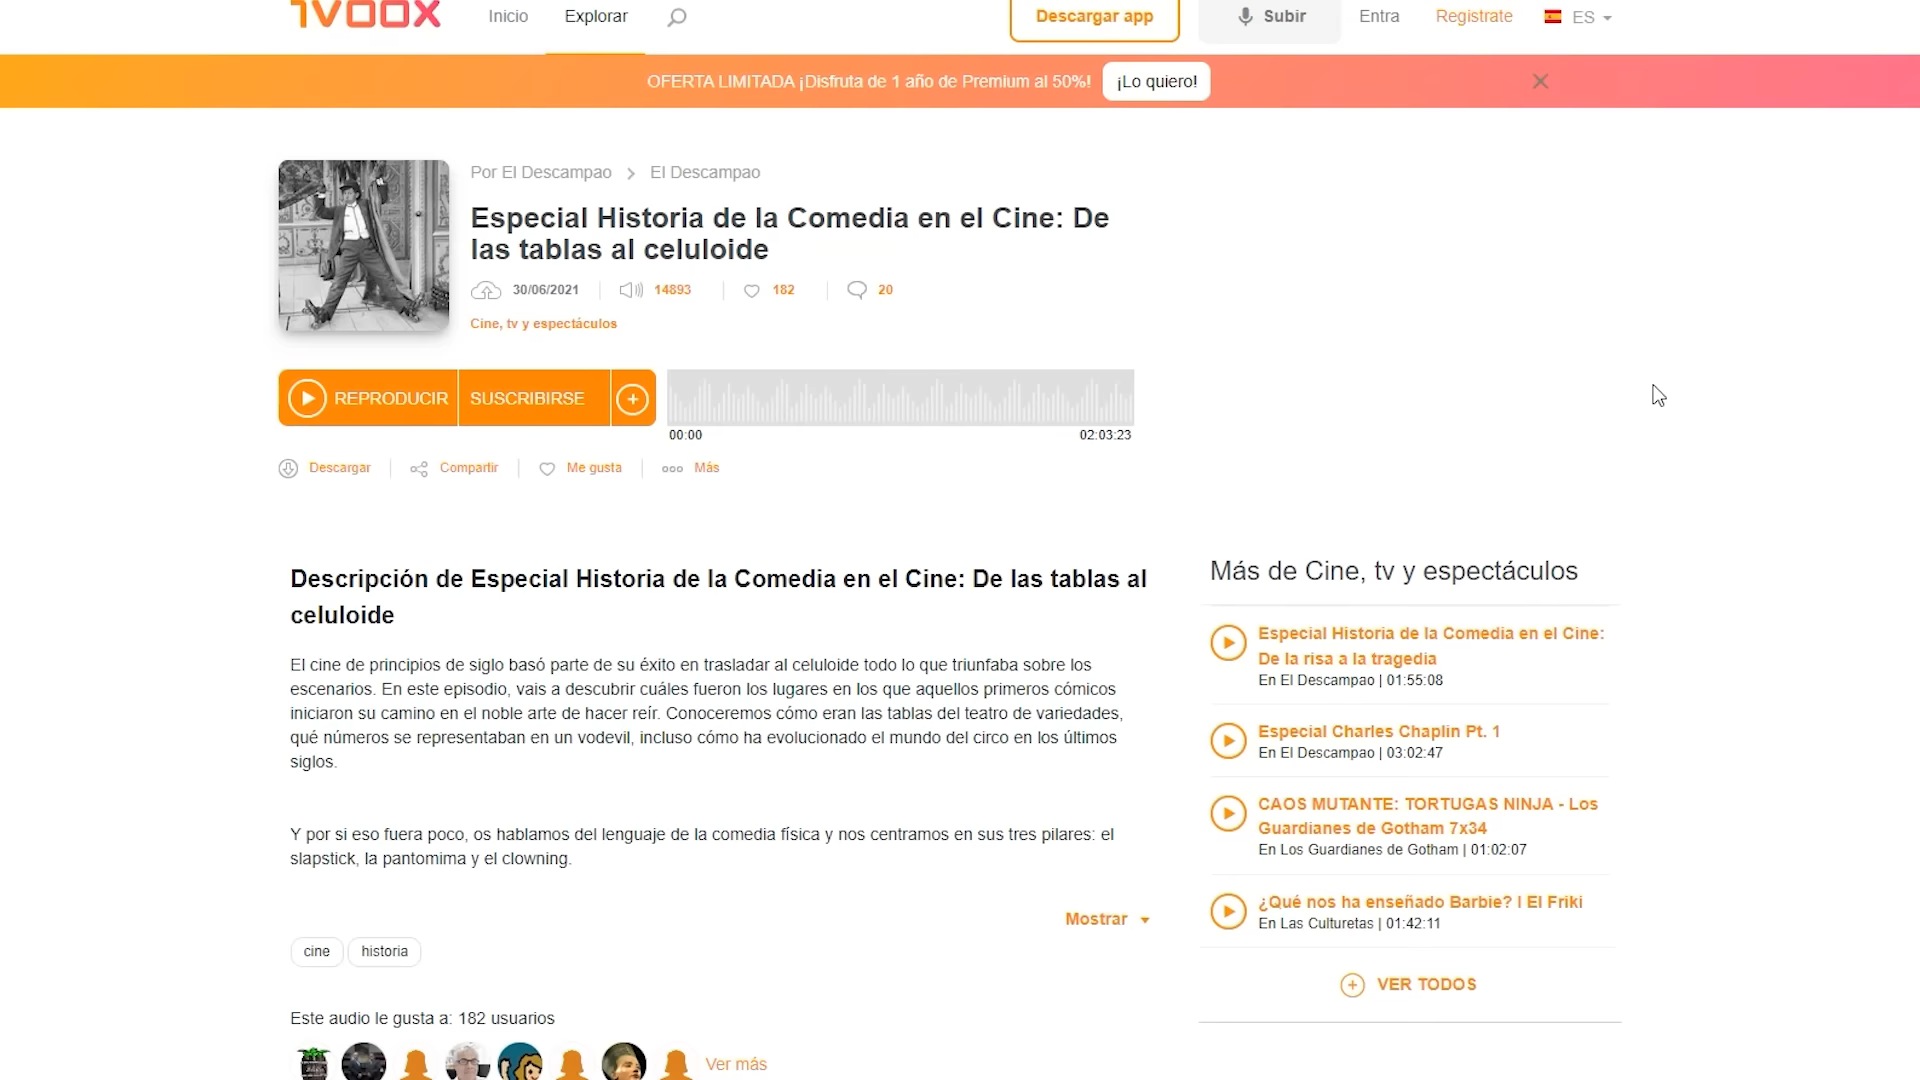 iVOOX
Inicio
Explorar
Descargar app
Subir
Entra
Registrate
ES
OFERTA LIMITADA ¡Disfruta de 1 año de Premium al 50%!
¡Lo quiero!
Por El Descampao
El Descampao
Especial Historia de la Comedia en el Cine: De
las tablas al celuloide
30/06/2021
14893
182
20
Cine, tv y espectáculos
REPRODUCIR
SUSCRIBIRSE
00:00
02:03:23
Descargar
Compartir
Me gusta
Más
Descripción de Especial Historia de la Comedia en el Cine: De las tablas al
celuloide
El cine de principios de siglo basó parte de su éxito en trasladar al celuloide todo lo que triunfaba sobre los
escenarios. En este episodio, vais a descubrir cuáles fueron los lugares en los que aquellos primeros cómicos
iniciaron su camino en el noble arte de hacer reír. Conoceremos cómo eran las tablas del teatro de variedades,
qué números se representaban en un vodevil, incluso cómo ha evolucionado el mundo del circo en los últimos
siglos.
Y por si eso fuera poco, os hablamos del lenguaje de la comedia física y nos centramos en sus tres pilares: el
slapstick, la pantomima y el clowning.
Mostrar
cine
historia
Este audio le gusta a: 182 usuarios
Ver más
Más de Cine, tv y espectáculos
Especial Historia de la Comedia en el Cine:
De la risa a la tragedia
En El Descampao | 01:55:08
Especial Charles Chaplin Pt. 1
En El Descampao | 03:02:47
CAOS MUTANTE: TORTUGAS NINJA - Los
Guardianes de Gotham 7x34
En Los Guardianes de Gotham | 01:02:07
¿Qué nos ha enseñado Barbie? I El Friki
En Las Culturetas | 01:42:11
VER TODOS